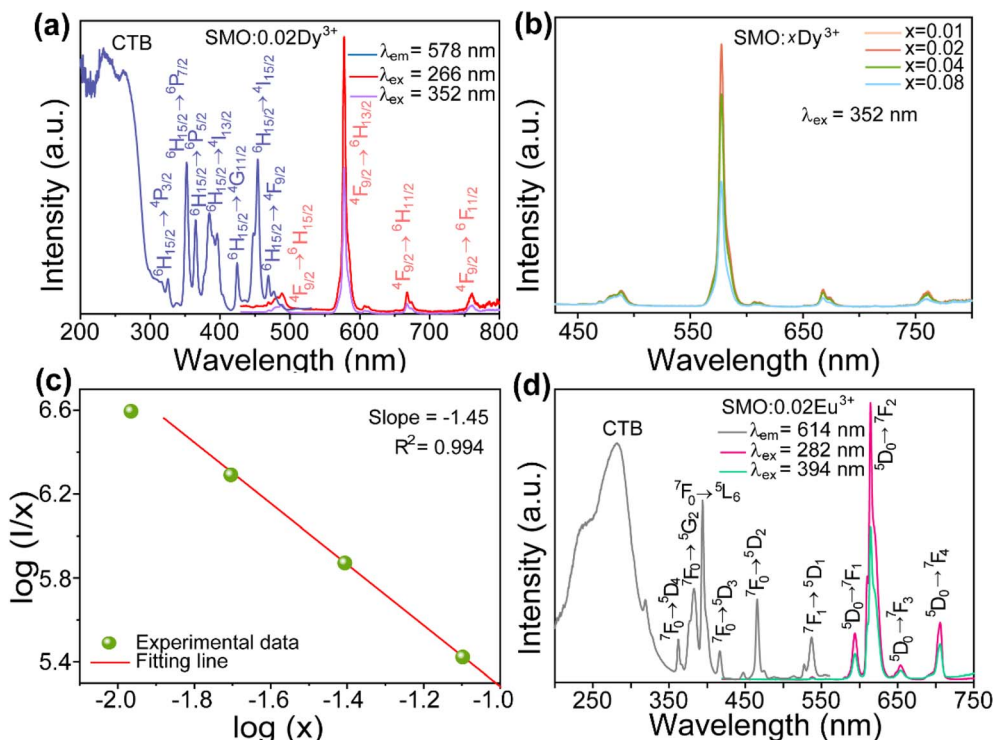 (a)
CTB
SMO:0.02Dy³⁺
λem = 578 nm
λex = 266 nm
λex = 352 nm
⁶H15/2→⁴P3/2
⁶H15/2→⁶P7/2
⁶H15/2→⁶P5/2
⁶H15/2→⁴I13/2
⁶H15/2→⁴G11/2
⁶H15/2→⁴I15/2
⁶H15/2→⁴F9/2
⁴F9/2→⁶H15/2
⁴F9/2→⁶H13/2
⁴F9/2→⁶H11/2
⁴F9/2→⁶F11/2
Intensity (a.u.)
200 300 400 500 600 700 800
Wavelength (nm)
(b)
SMO:xDy³⁺
x=0.01
x=0.02
x=0.04
x=0.08
λex = 352 nm
Intensity (a.u.)
500 600 700 800
Wavelength (nm)
(c)
Slope = -1.45
R²= 0.994
6.6
6.2
5.8
5.4
log (I/x)
Experimental data
Fitting line
-2.0 -1.8 -1.6 -1.4 -1.2 -1.0
log (x)
(d)
SMO:0.02Eu³⁺
CTB
λem = 614 nm
λex = 282 nm
λex = 394 nm
⁷F0→⁵D4
⁷F0→⁵G2
⁷F0→⁵L6
⁷F0→⁵D3
⁷F0→⁵D2
⁷F1→⁵D1
⁵D0→⁷F1
⁵D0→⁷F2
⁵D0→⁷F3
⁵D0→⁷F4
Intensity (a.u.)
250 350 450 550 650 750
Wavelength (nm)